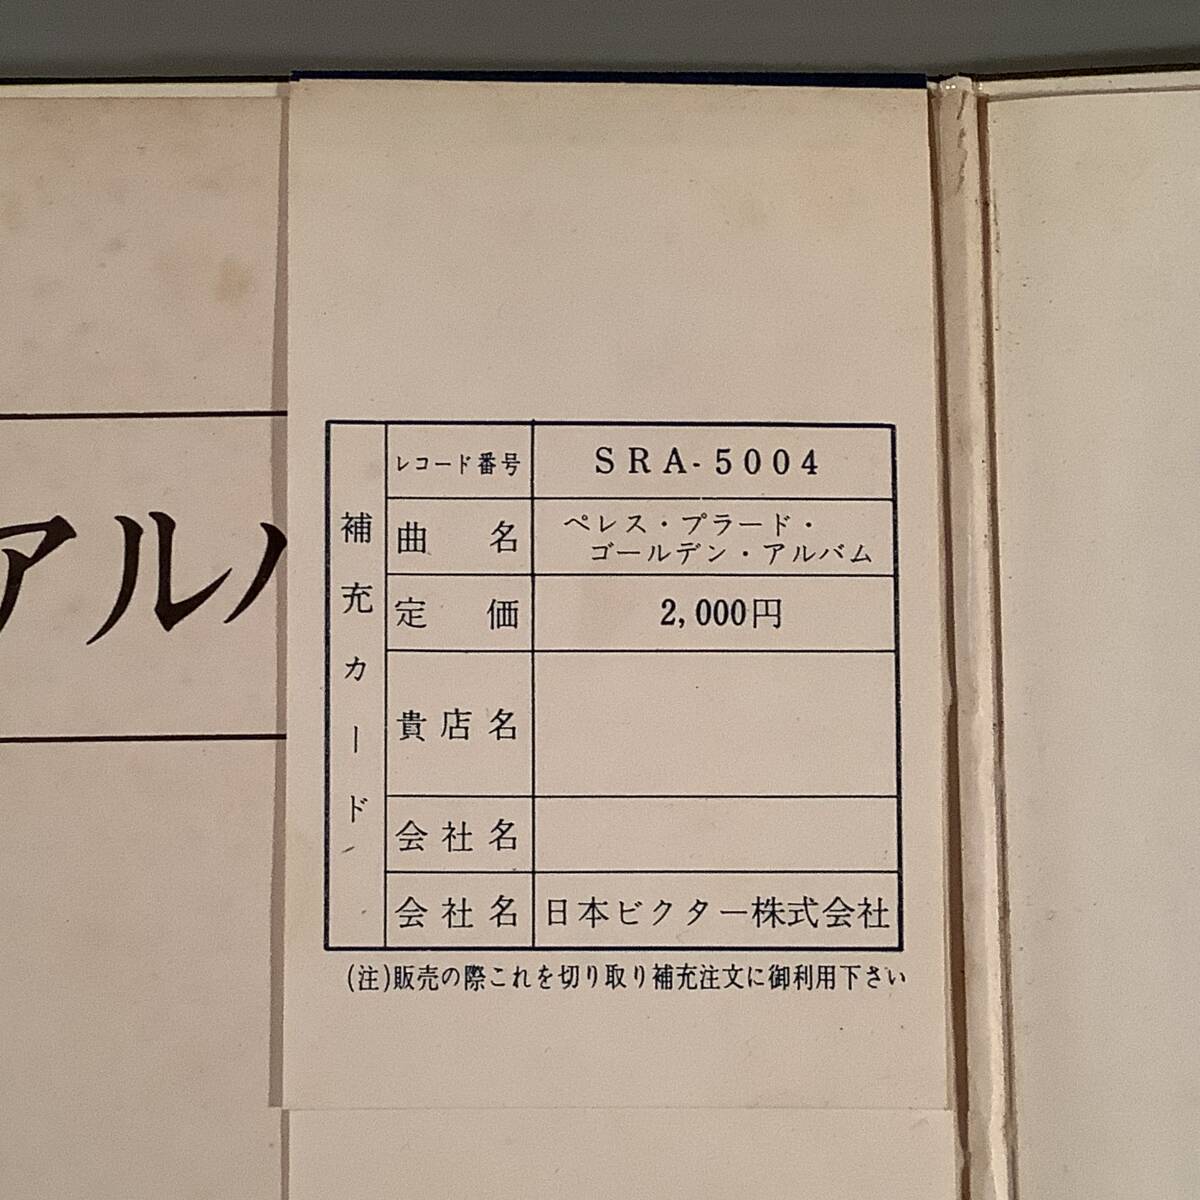 アルバ
補充カード
レコード番号 SRA-5004
曲名 ペレス・プラード・
ゴールデン・アルバム
定価 2,000円
貴店名
会社名
会社名 日本ビクター株式会社
(注)販売の際これを切り取り補充注文に御利用下さい